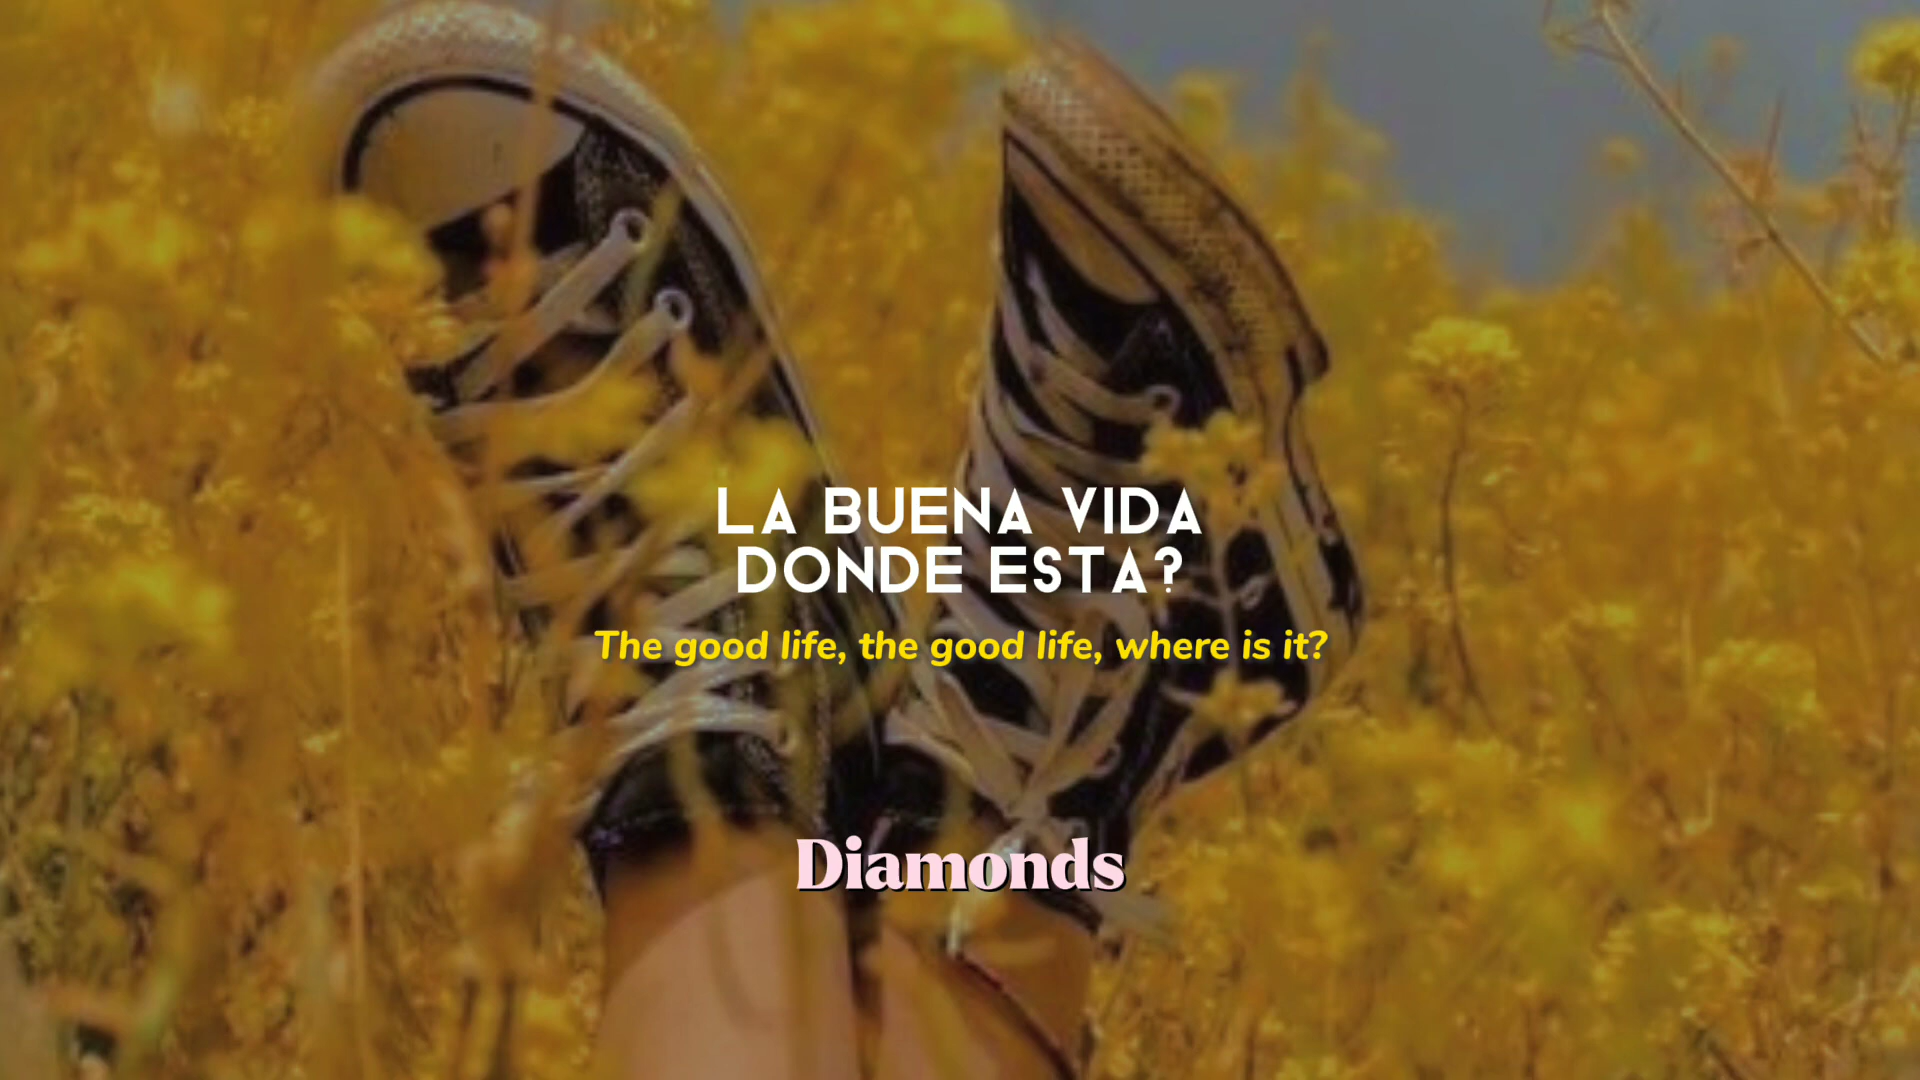 LA BUENA VIDA
DONDE ESTA?
The good life, the good life, where is it?
Diamonds